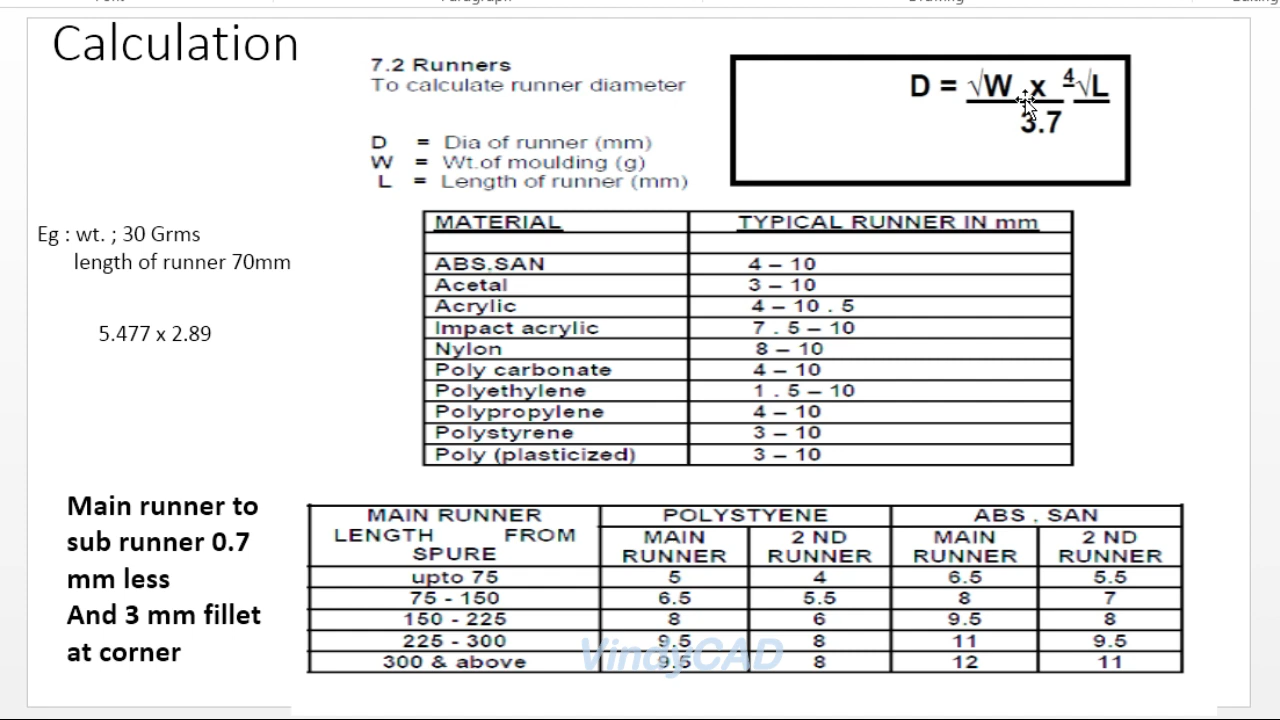 Calculation
7.2 Runners
To calculate runner diameter
D = √W x ⁴√L
3.7
D = Dia of runner (mm)
W = Wt.of moulding (g)
L = Length of runner (mm)
Eg : wt. ; 30 Grms
length of runner 70mm
5.477 x 2.89
MATERIAL TYPICAL RUNNER IN mm
ABS.SAN 4 – 10
Acetal 3 – 10
Acrylic 4 – 10 . 5
Impact acrylic 7 . 5 – 10
Nylon 8 – 10
Poly carbonate 4 – 10
Polyethylene 1 . 5 – 10
Polypropylene 4 – 10
Polystyrene 3 – 10
Poly (plasticized) 3 – 10
Main runner to
sub runner 0.7
mm less
And 3 mm fillet
at corner
MAIN RUNNER POLYSTYENE ABS . SAN
LENGTH FROM MAIN 2 ND MAIN 2 ND
SPURE RUNNER RUNNER RUNNER RUNNER
upto 75 5 4 6.5 5.5
75 - 150 6.5 5.5 8 7
150 - 225 8 6 9.5 8
225 - 300 9.5 8 11 9.5
300 & above 9.5 8 12 11
VindyCAD